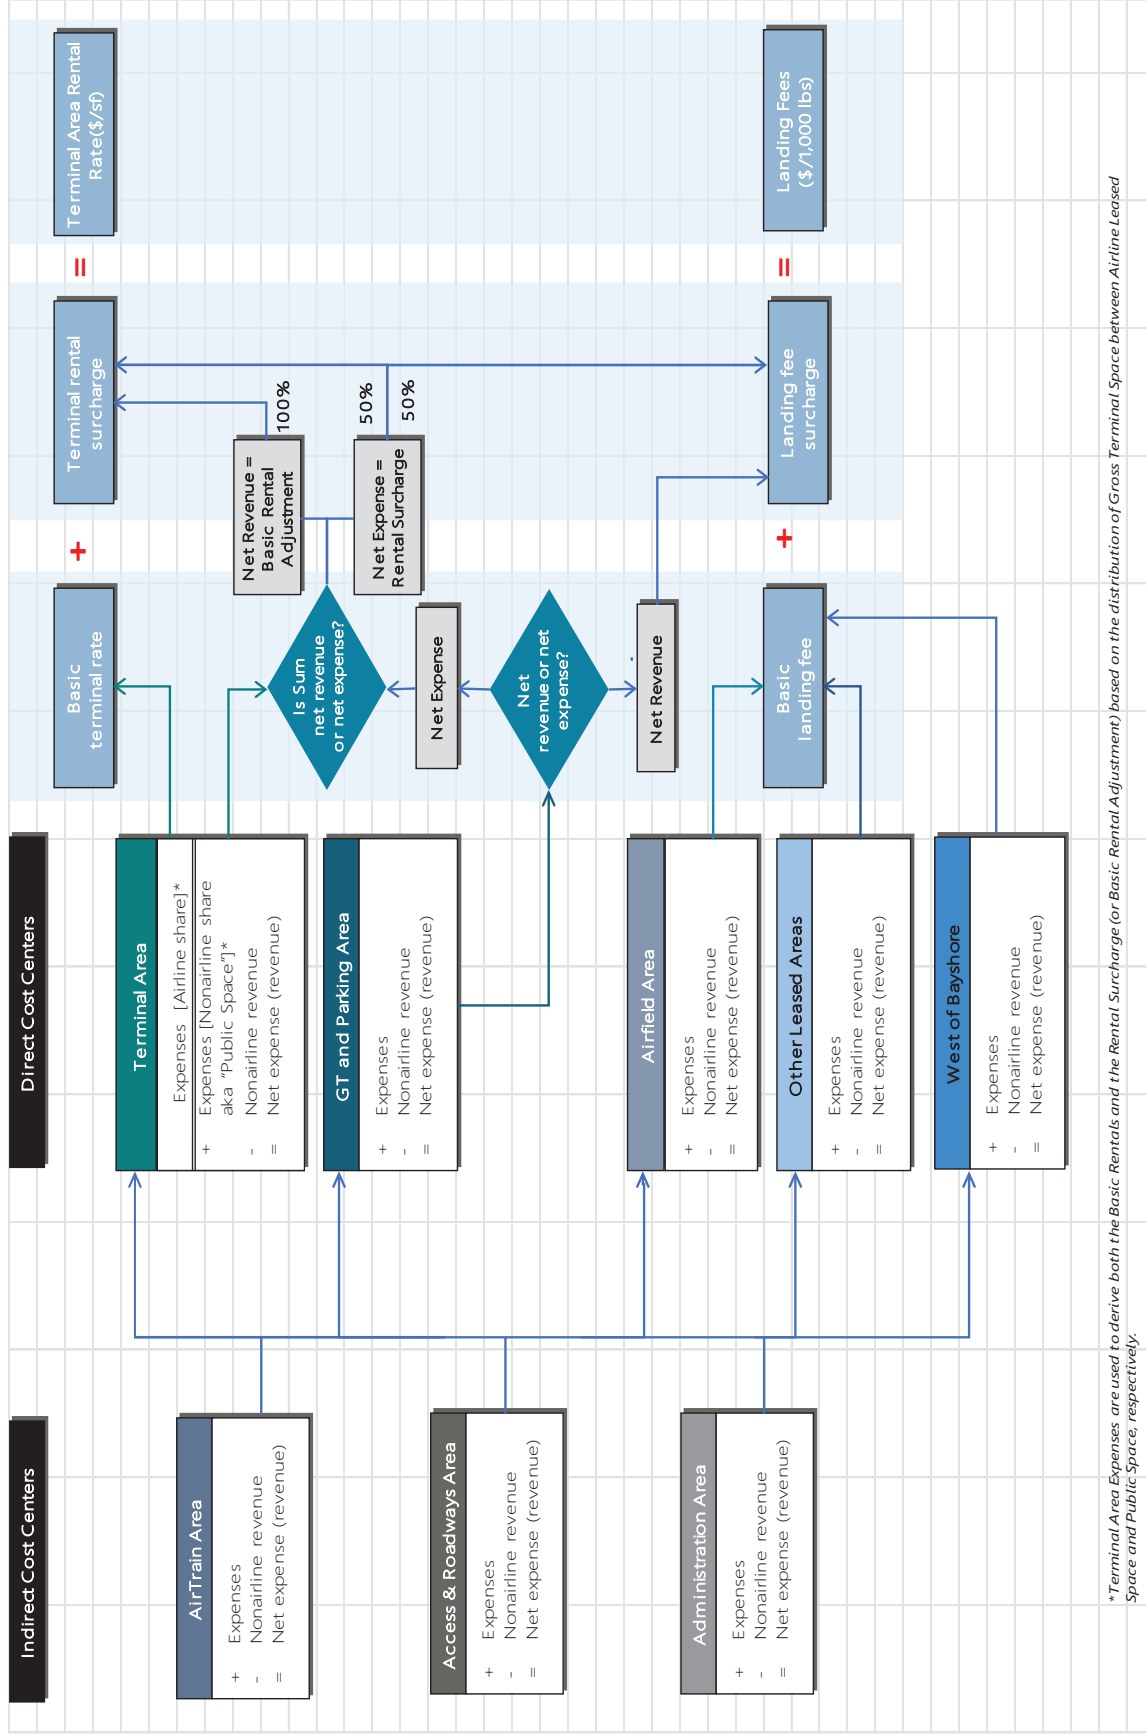 Indirect Cost Centers
AirTrain Area
+ Expenses
- Nonairline revenue
= Net expense (revenue)
Access & Roadways Area
+ Expenses
- Nonairline revenue
= Net expense (revenue)
Administration Area
+ Expenses
- Nonairline revenue
= Net expense (revenue)
Direct Cost Centers
Terminal Area
Expenses [Airline share]*
+ Expenses [Nonairline share
aka "Public Space"]*
- Nonairline revenue
= Net expense (revenue)
GT and Parking Area
+ Expenses
- Nonairline revenue
= Net expense (revenue)
Airfield Area
+ Expenses
- Nonairline revenue
= Net expense (revenue)
Other Leased Areas
+ Expenses
- Nonairline revenue
= Net expense (revenue)
West of Bayshore
+ Expenses
- Nonairline revenue
= Net expense (revenue)
Basic
terminal rate
Is Sum
net revenue
or net expense?
Net Expense
Net
revenue or net
expense?
Net Revenue
Basic
landing fee
+
+
Net Revenue =
Basic Rental
Adjustment
Net Expense =
Rental Surcharge
100%
50%
50%
Terminal rental
surcharge
Landing fee
surcharge
=
=
Terminal Area Rental
Rate($/sf)
Landing Fees
($/1,000 lbs)
*Terminal Area Expenses are used to derive both the Basic Rentals and the Rental Surcharge (or Basic Rental Adjustment) based on the distribution of Gross Terminal Space between Airline Leased
Space and Public Space, respectively.